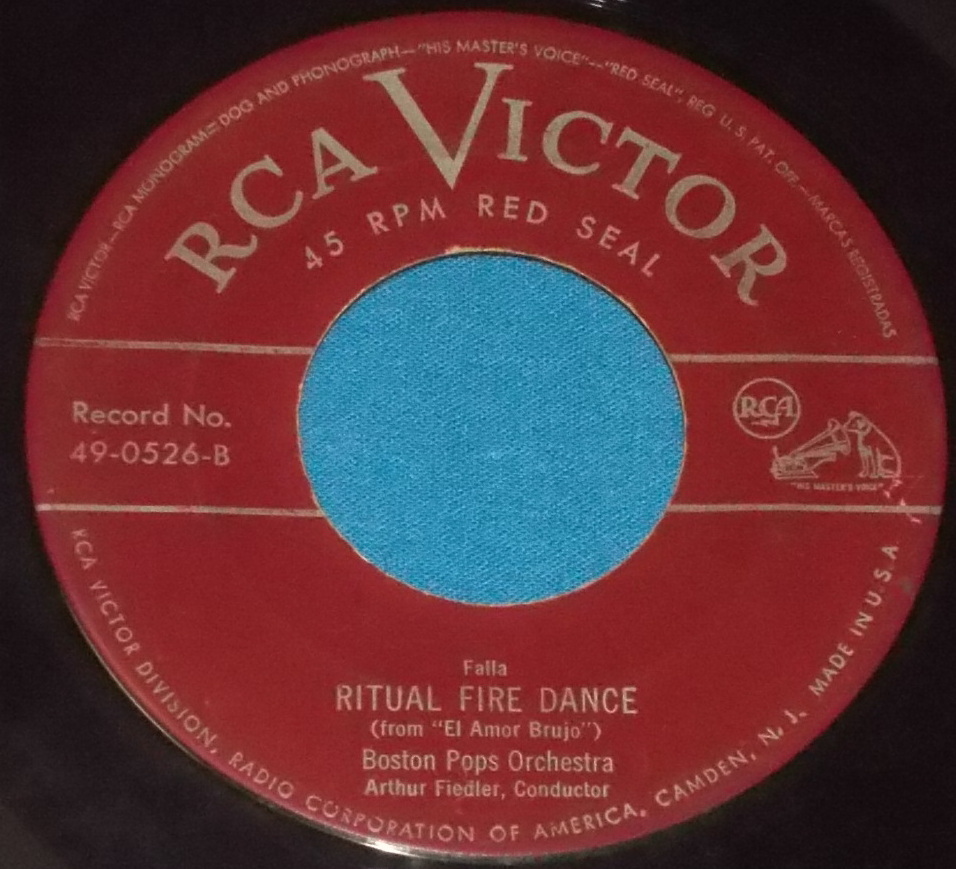 RCA VICTOR—RCA MONOGRAM—DOG AND PHONOGRAPH—"HIS MASTER'S VOICE"—"RED SEAL", REG. U. S. PAT. OFF.—MARCAS REGISTRADAS
RCA VICTOR
45 RPM RED SEAL
Record No.
49-0526-B
RCA
"HIS MASTER'S VOICE"
Falla
RITUAL FIRE DANCE
(from "El Amor Brujo")
Boston Pops Orchestra
Arthur Fiedler, Conductor
RCA VICTOR DIVISION, RADIO CORPORATION OF AMERICA, CAMDEN, N. J. MADE IN U.S.A